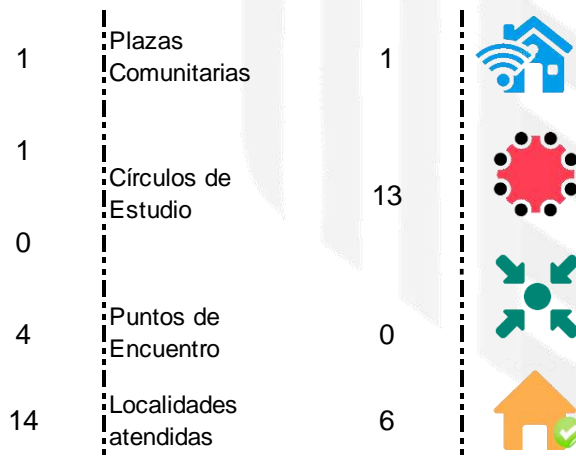 1
Plazas
Comunitarias
1
1
Círculos de
Estudio
13
0
4
Puntos de
Encuentro
0
14
Localidades
atendidas
6